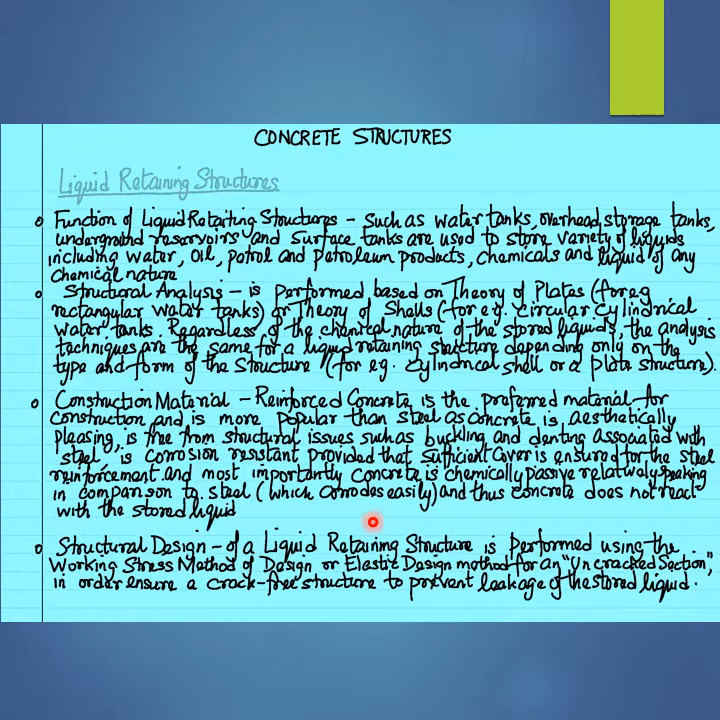 CONCRETE STRUCTURES
Liquid Retaining Structures
Function of Liquid Retaining Structures - Such as water tanks, overhead storage tanks,
underground reservoirs and Surface tanks are used to store variety of liquids
including water, Oil, petrol and petroleum products, chemicals and liquid of any
chemical nature
Structural Analysis - is performed based on Theory of Plates (for e.g
rectangular water tanks) or Theory of Shells (for e.g. circular cylindrical
water tanks. Regardless of the chemical nature of the stored liquids, the analysis
techniques are the same for a liquid retaining structure depending only on the
type and form of the Structure (for e.g. cylindrical shell or a plate structure).
Construction Material - Reinforced Concrete is the preferred material for
construction and is more popular than steel as concrete is aesthetically
pleasing, is free from structural issues such as buckling and denting associated with
steel, is corrosion resistant provided that sufficient cover is ensured for the steel
reinforcement and most importantly concrete is chemically passive relatively speaking
in comparison to steel (which corrodes easily) and thus concrete does not react
with the stored liquid
Structural Design - of a Liquid Retaining Structure is performed using the
Working Stress Method of Design or Elastic Design method for an "Uncracked Section",
in order ensure a crack-free structure to prevent leakage of the stored liquid.